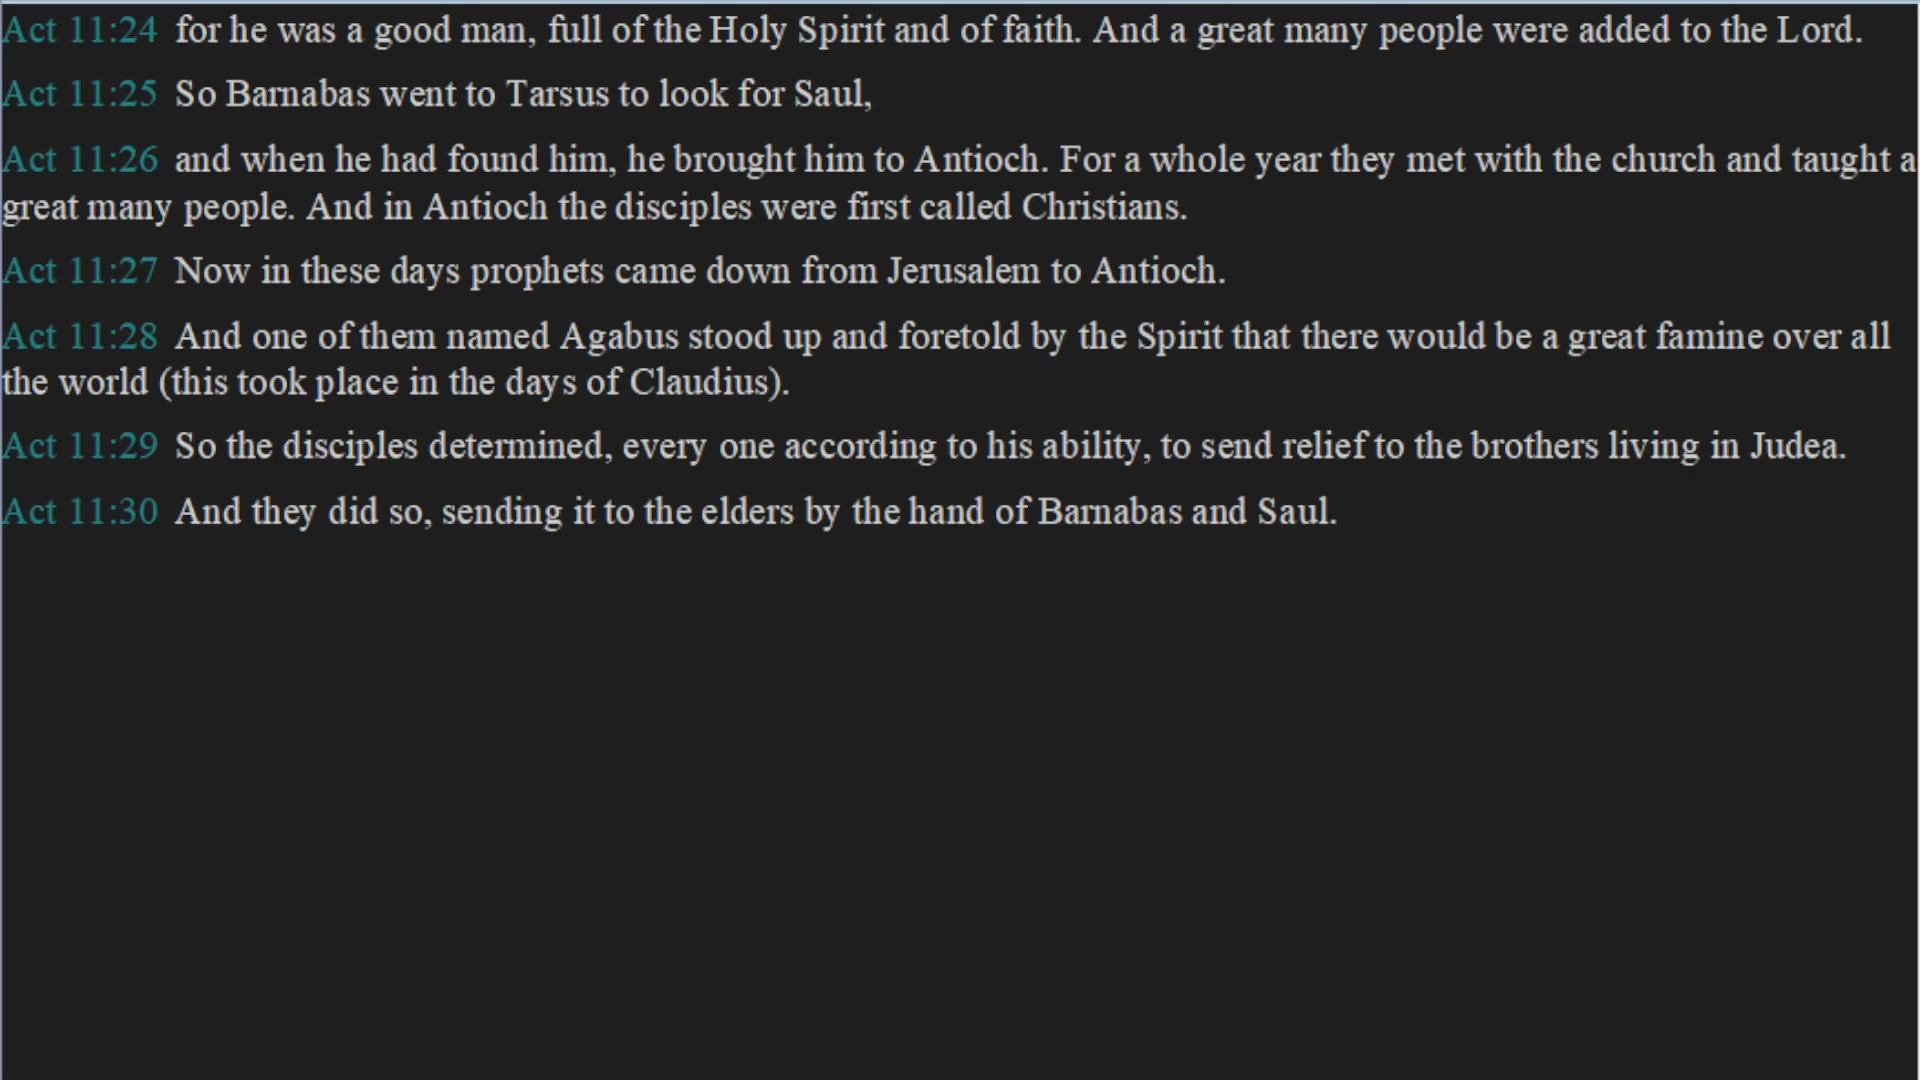 Act 11:24 for he was a good man, full of the Holy Spirit and of faith. And a great many people were added to the Lord.
Act 11:25 So Barnabas went to Tarsus to look for Saul,
Act 11:26 and when he had found him, he brought him to Antioch. For a whole year they met with the church and taught a
great many people. And in Antioch the disciples were first called Christians.
Act 11:27 Now in these days prophets came down from Jerusalem to Antioch.
Act 11:28 And one of them named Agabus stood up and foretold by the Spirit that there would be a great famine over all
the world (this took place in the days of Claudius).
Act 11:29 So the disciples determined, every one according to his ability, to send relief to the brothers living in Judea.
Act 11:30 And they did so, sending it to the elders by the hand of Barnabas and Saul.